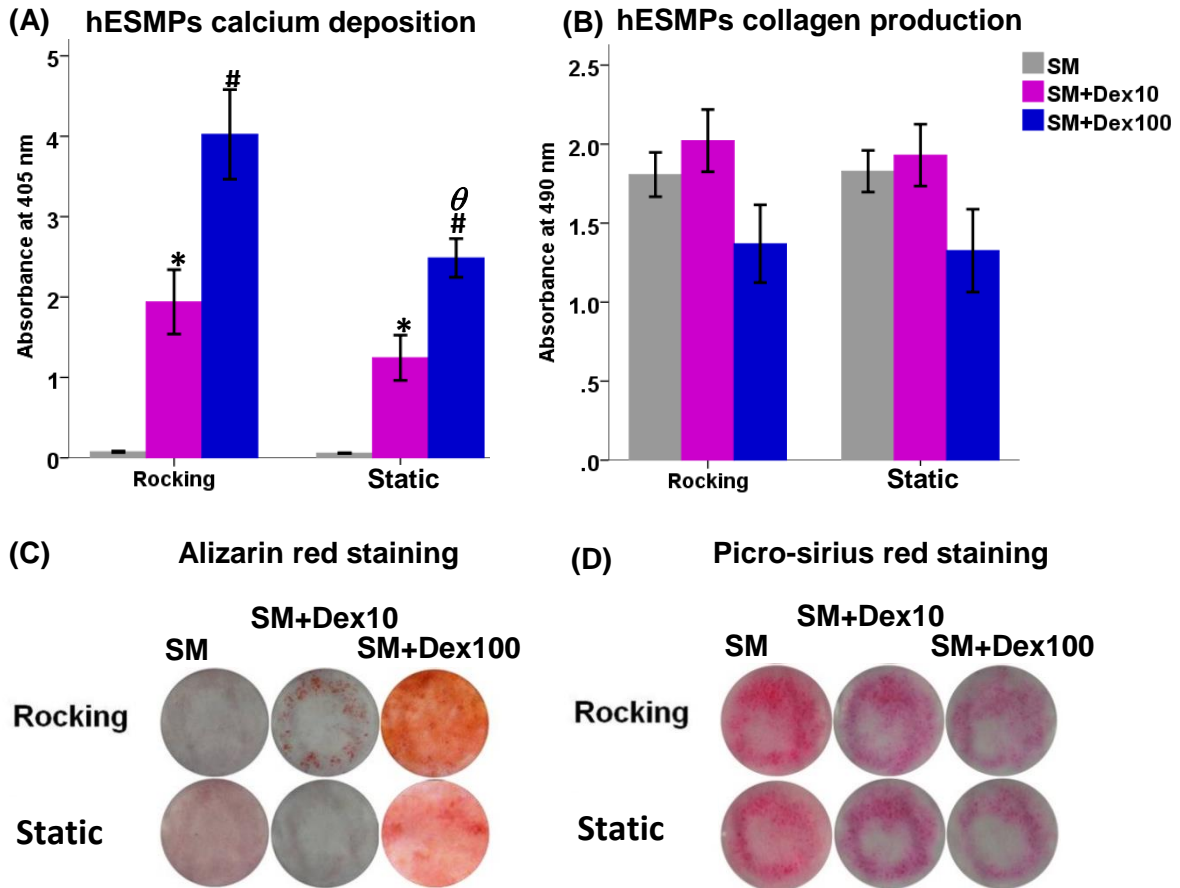 (A) hESMPs calcium deposition
5
4
3
2
1
0
Absorbance at 405 nm
*
#
*
θ
#
Rocking
Static
(B) hESMPs collagen production
2.5
2.0
1.5
1.0
.5
.0
Absorbance at 490 nm
Rocking
Static
SM
SM+Dex10
SM+Dex100
(C) Alizarin red staining
SM+Dex10
SM SM+Dex100
Rocking
Static
(D) Picro-sirius red staining
SM+Dex10
SM SM+Dex100
Rocking
Static